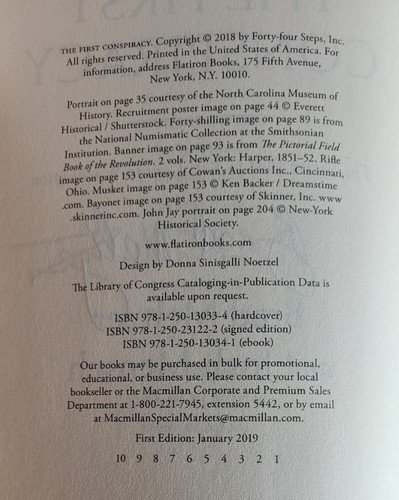 THE FIRST CONSPIRACY. Copyright © 2018 by Forty-four Steps, Inc.
All rights reserved. Printed in the United States of America. For
information, address Flatiron Books, 175 Fifth Avenue,
New York, N.Y. 10010.
Portrait on page 35 courtesy of the North Carolina Museum of
History. Recruitment poster image on page 44 © Everett
Historical / Shutterstock. Forty-shilling image on page 89 is from
the National Numismatic Collection at the Smithsonian
Institution. Banner image on page 93 is from The Pictorial Field
Book of the Revolution. 2 vols. New York: Harper, 1851–52. Rifle
image on page 153 courtesy of Cowan's Auctions Inc., Cincinnati,
Ohio. Musket image on page 153 © Ken Backer / Dreamstime
.com. Bayonet image on page 153 courtesy of Skinner, Inc. www
.skinnerinc.com. John Jay portrait on page 204 © New-York
Historical Society.
www.flatironbooks.com
Design by Donna Sinisgalli Noetzel
The Library of Congress Cataloging-in-Publication Data is
available upon request.
ISBN 978-1-250-13033-4 (hardcover)
ISBN 978-1-250-23122-2 (signed edition)
ISBN 978-1-250-13034-1 (ebook)
Our books may be purchased in bulk for promotional,
educational, or business use. Please contact your local
bookseller or the Macmillan Corporate and Premium Sales
Department at 1-800-221-7945, extension 5442, or by email
at MacmillanSpecialMarkets@macmillan.com.
First Edition: January 2019
10 9 8 7 6 5 4 3 2 1